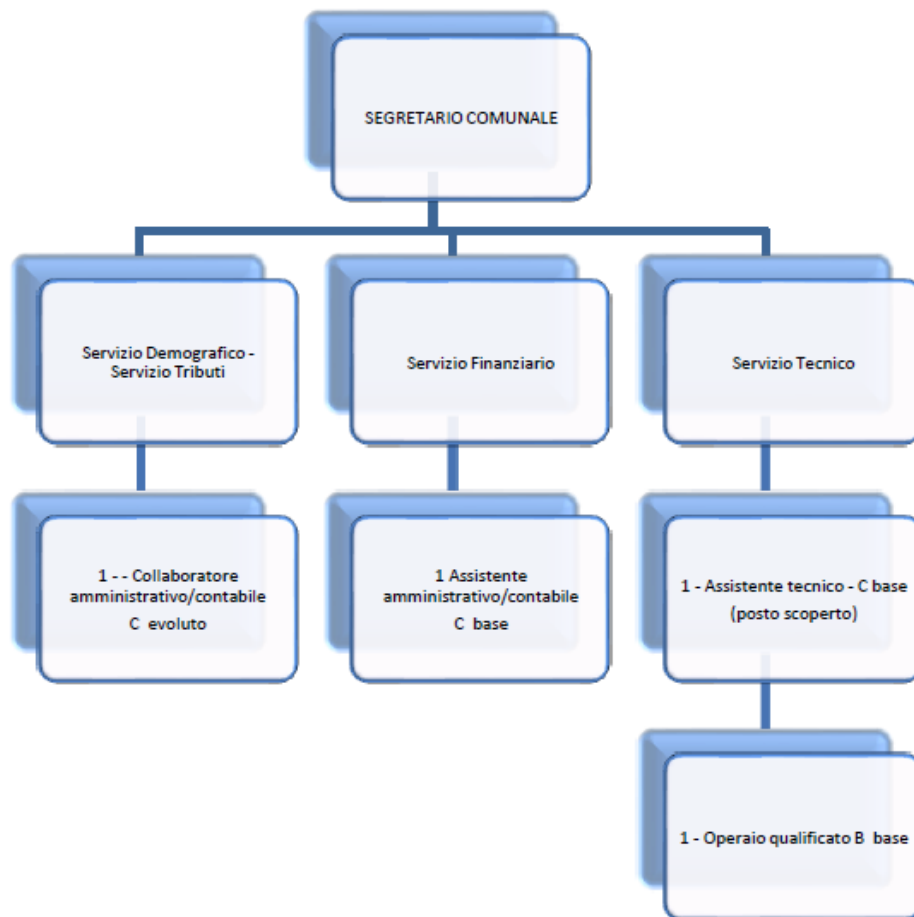 SEGRETARIO COMUNALE
Servizio Demografico -
Servizio Tributi
Servizio Finanziario
Servizio Tecnico
1 - - Collaboratore
amministrativo/contabile
C evoluto
1 Assistente
amministrativo/contabile
C base
1 - Assistente tecnico - C base
(posto scoperto)
1 - Operaio qualificato B base